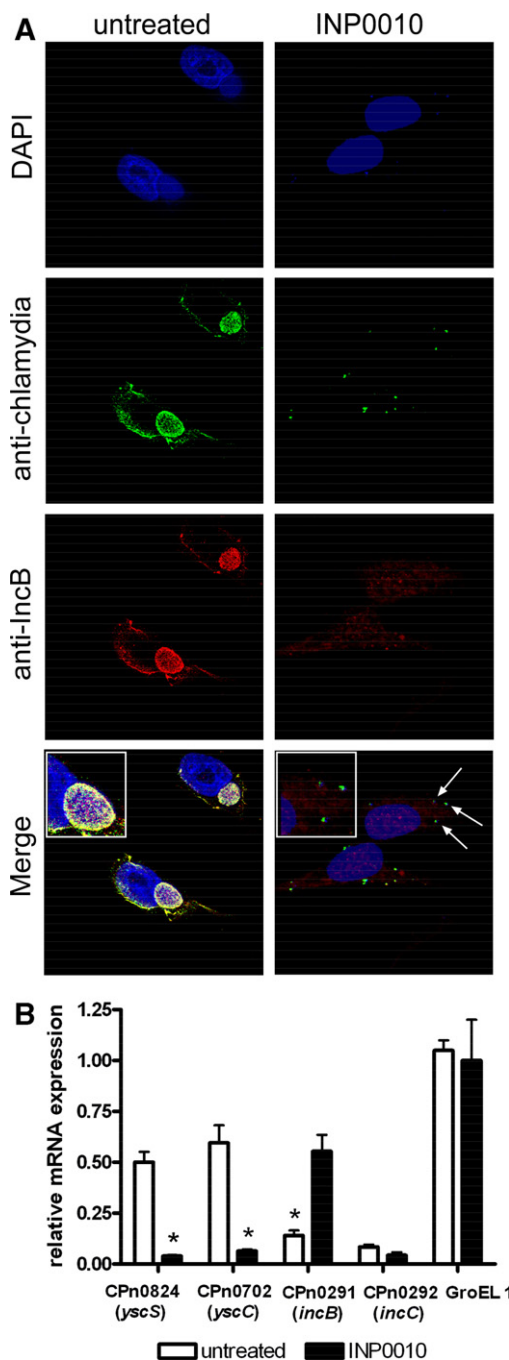 A
untreated INP0010
DAPI
anti-chlamydia
anti-IncB
Merge
B
relative mRNA expression
1.25
1.00
0.75
0.50
0.25
0.00
* * *
CPn0824 CPn0702 CPn0291 CPn0292 GroEL 1
(yscS) (yscC) (incB) (incC)
untreated INP0010